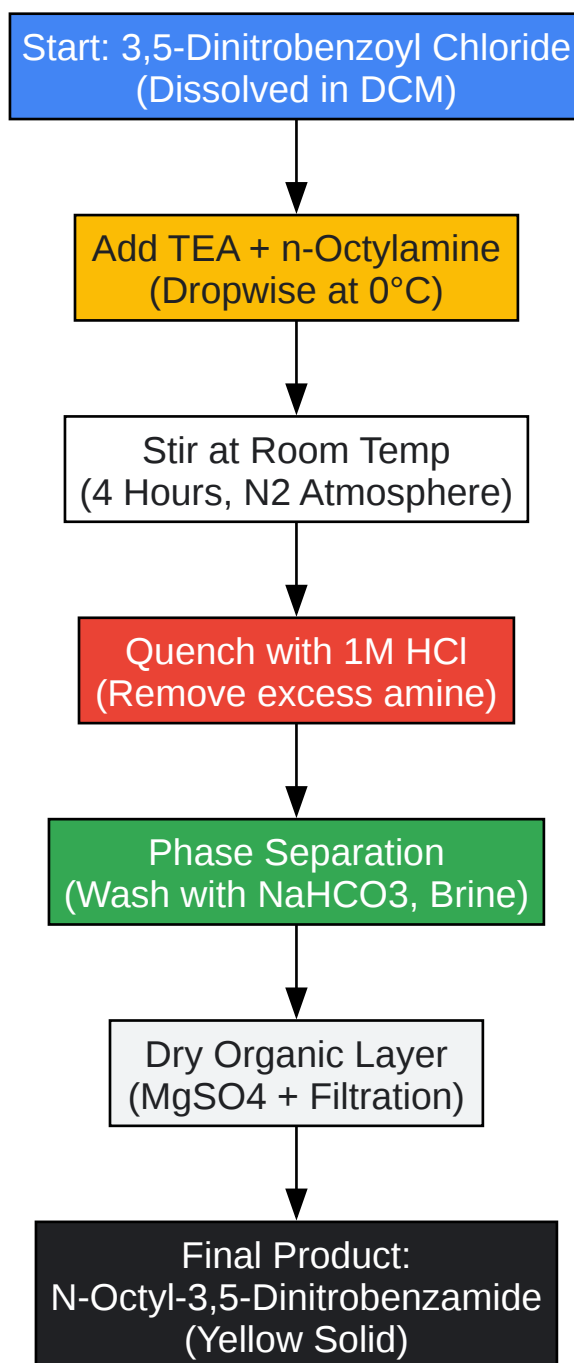 Start: 3,5-Dinitrobenzoyl Chloride
(Dissolved in DCM)
Add TEA + n-Octylamine
(Dropwise at 0°C)
Stir at Room Temp
(4 Hours, N2 Atmosphere)
Quench with 1M HCl
(Remove excess amine)
Phase Separation
(Wash with NaHCO3, Brine)
Dry Organic Layer
(MgSO4 + Filtration)
Final Product:
N-Octyl-3,5-Dinitrobenzamide
(Yellow Solid)